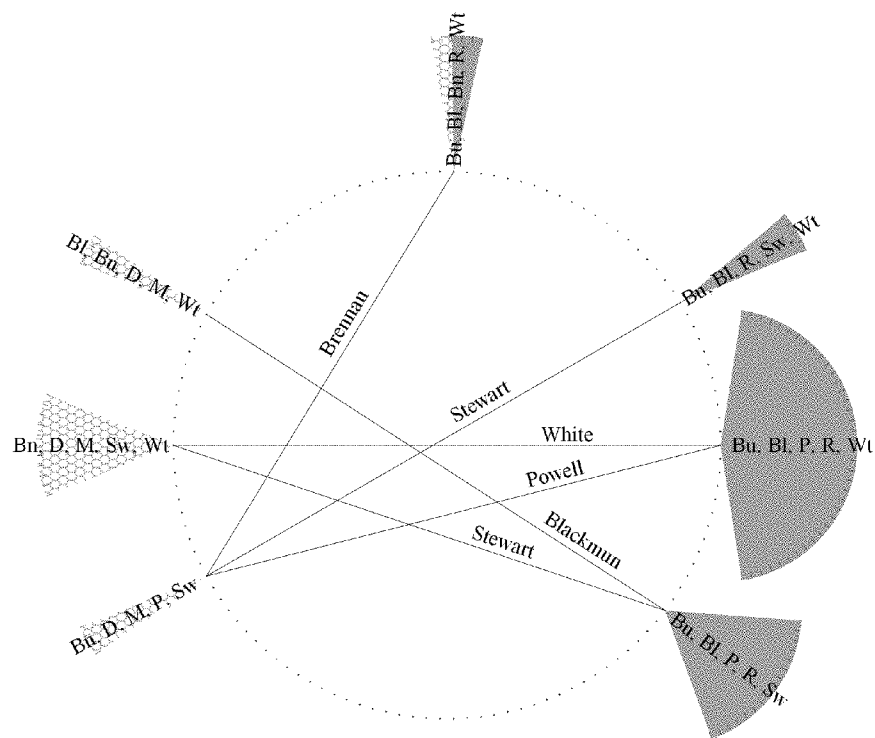 Bu, Bl, Bn, R, Wt
Bl, Bu, D, M, Wt
Bu, Bl, R, Sw, Wt
Brennau
Stewart
Bn, D, M, Sw, Wt
White
Bu, Bl, P, R, Wt
Powell
Stewart
Blackmun
Bn, D, M, P, Sw
Bu, Bl, P, R, Sw